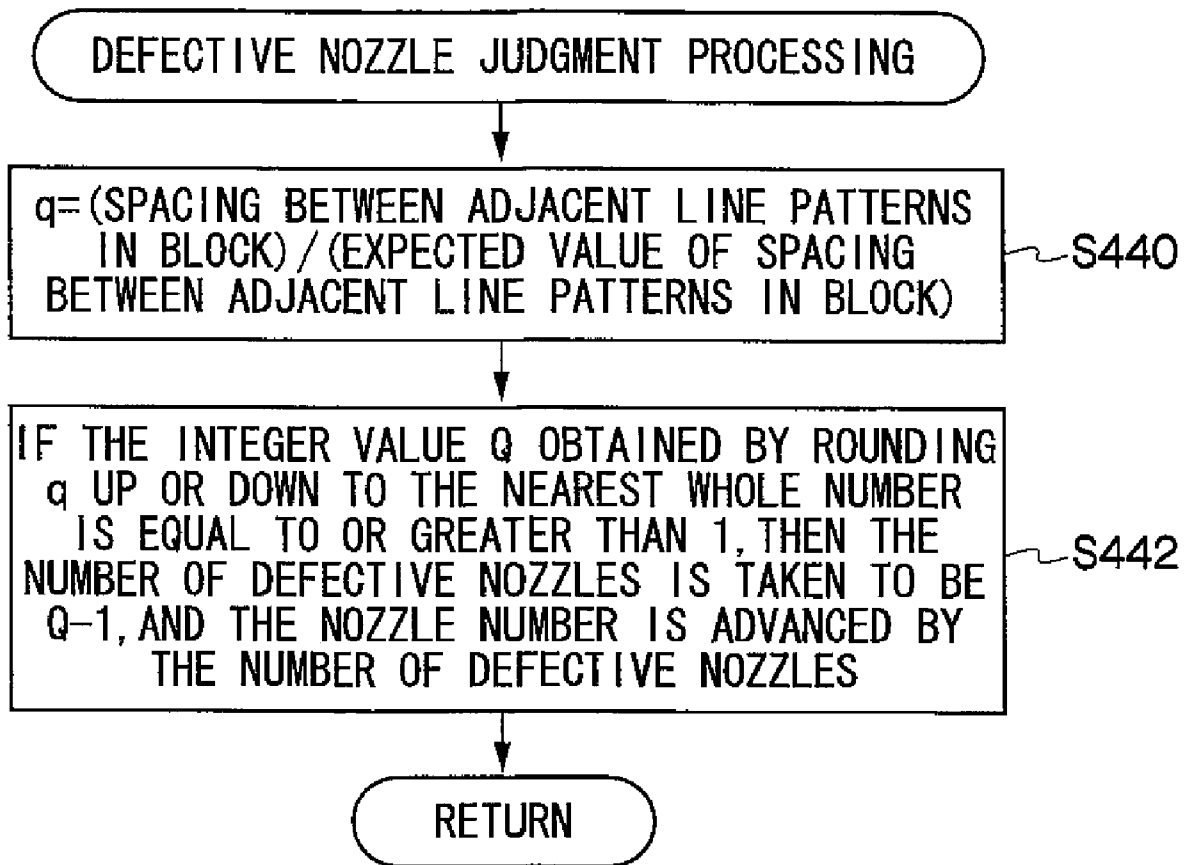 DEFECTIVE NOZZLE JUDGMENT PROCESSING
q=(SPACING BETWEEN ADJACENT LINE PATTERNS
IN BLOCK)/(EXPECTED VALUE OF SPACING
BETWEEN ADJACENT LINE PATTERNS IN BLOCK)
S440
IF THE INTEGER VALUE Q OBTAINED BY ROUNDING
q UP OR DOWN TO THE NEAREST WHOLE NUMBER
IS EQUAL TO OR GREATER THAN 1, THEN THE
NUMBER OF DEFECTIVE NOZZLES IS TAKEN TO BE
Q-1, AND THE NOZZLE NUMBER IS ADVANCED BY
THE NUMBER OF DEFECTIVE NOZZLES
S442
RETURN